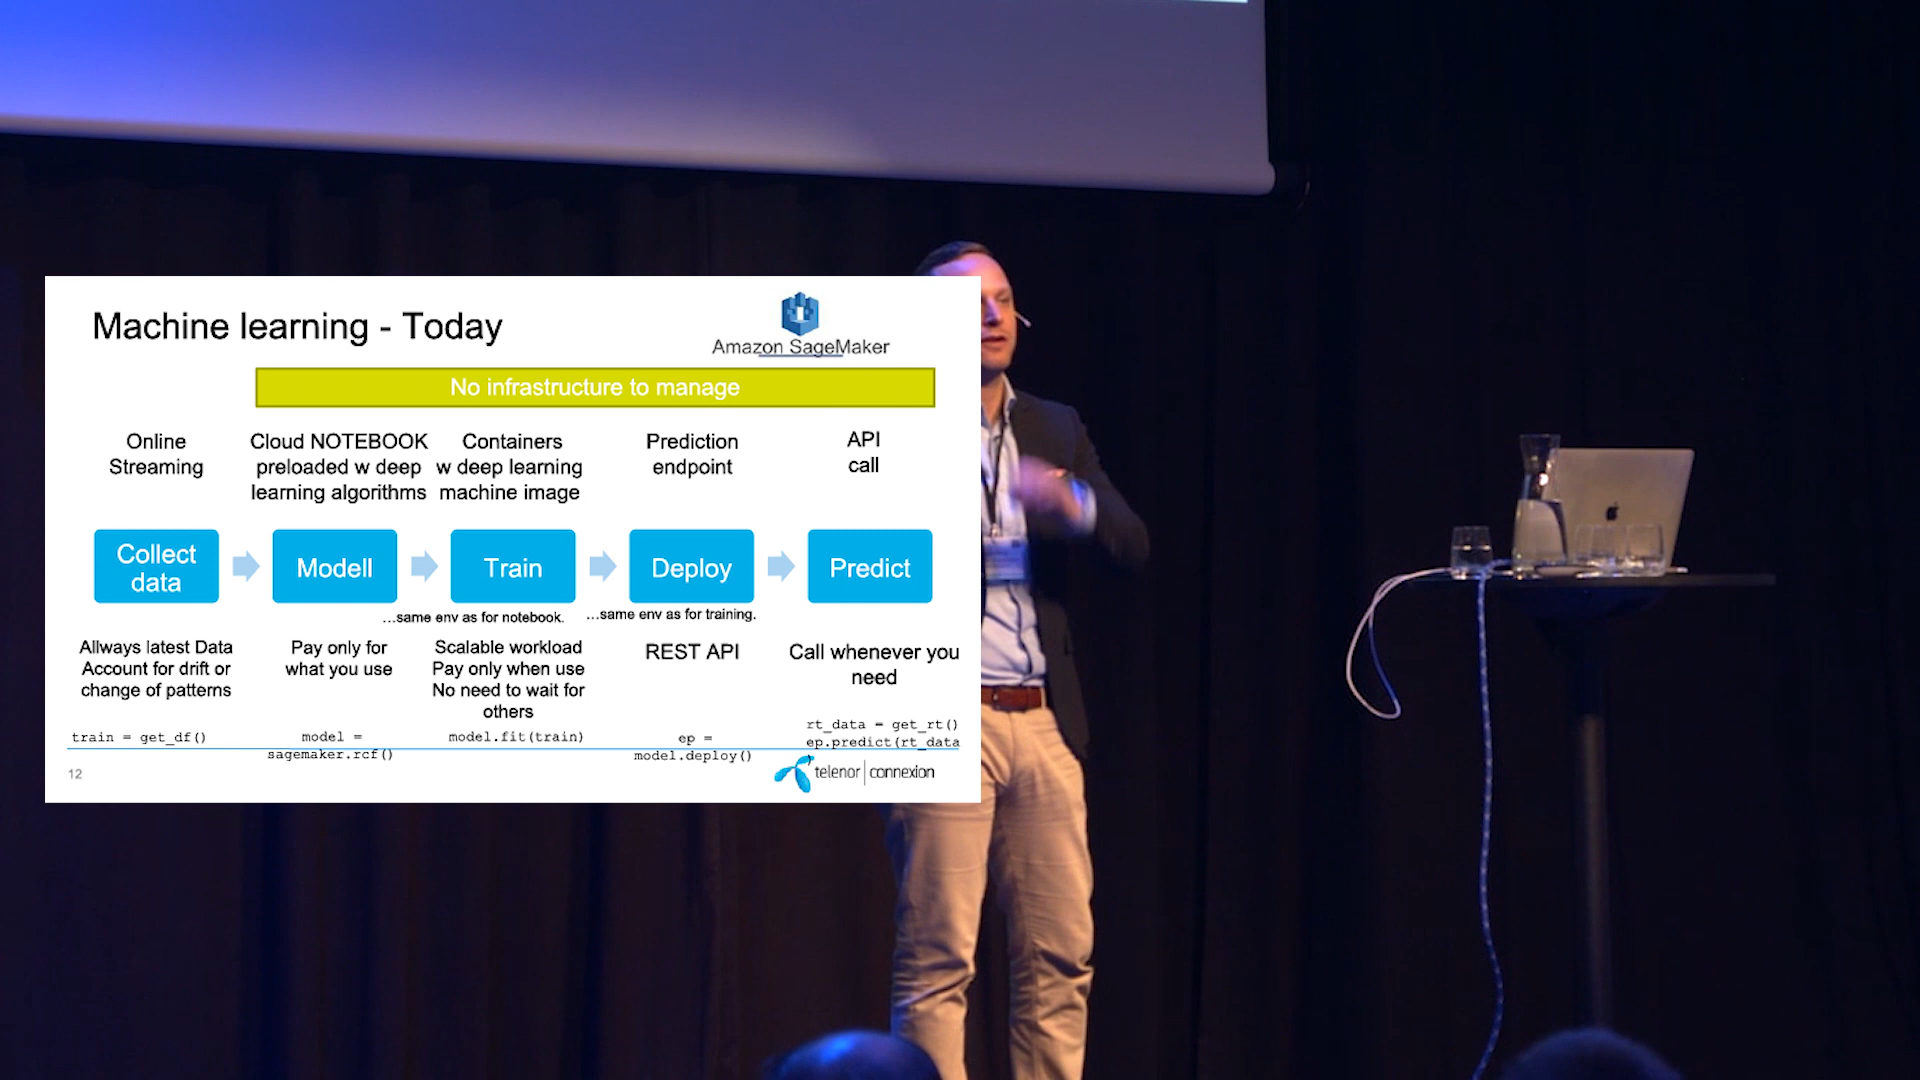 Machine learning - Today
Amazon SageMaker
No infrastructure to manage
Online
Streaming
Cloud NOTEBOOK
preloaded w deep
learning algorithms
Containers
w deep learning
machine image
Prediction
endpoint
API
call
Collect
data
Modell
Train
Deploy
Predict
...same env as for notebook.
...same env as for training.
Allways latest Data
Account for drift or
change of patterns
Pay only for
what you use
Scalable workload
Pay only when use
No need to wait for
others
REST API
Call whenever you
need
train = get_df()
model =
sagemaker.rcf()
model.fit(train)
ep =
model.deploy()
rt_data = get_rt()
ep.predict(rt_data
12
telenor | connexion